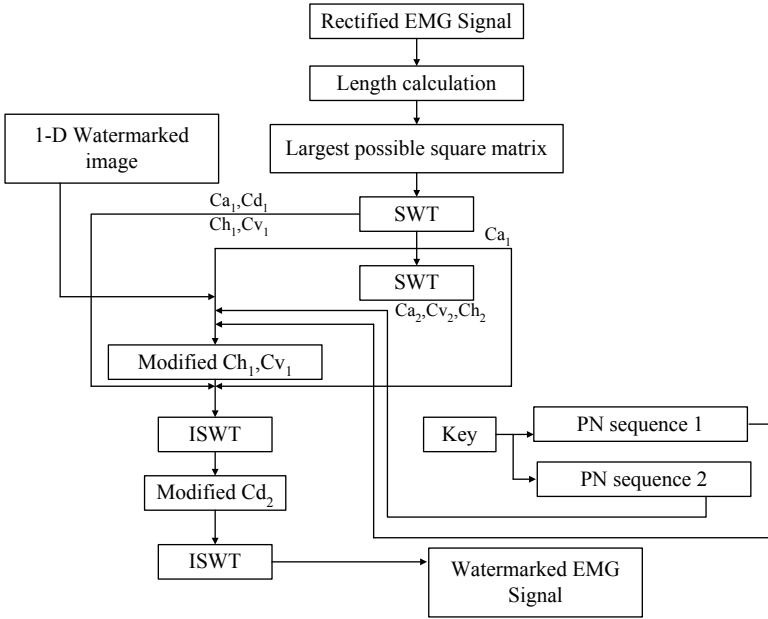 Rectified EMG Signal
Length calculation
1-D Watermarked
image
Largest possible square matrix
Ca₁,Cd₁
Ch₁,Cv₁
SWT
Ca₁
SWT
Ca₂,Cv₂,Ch₂
Modified Ch₁,Cv₁
ISWT
Key
PN sequence 1
PN sequence 2
Modified Cd₂
ISWT
Watermarked EMG
Signal